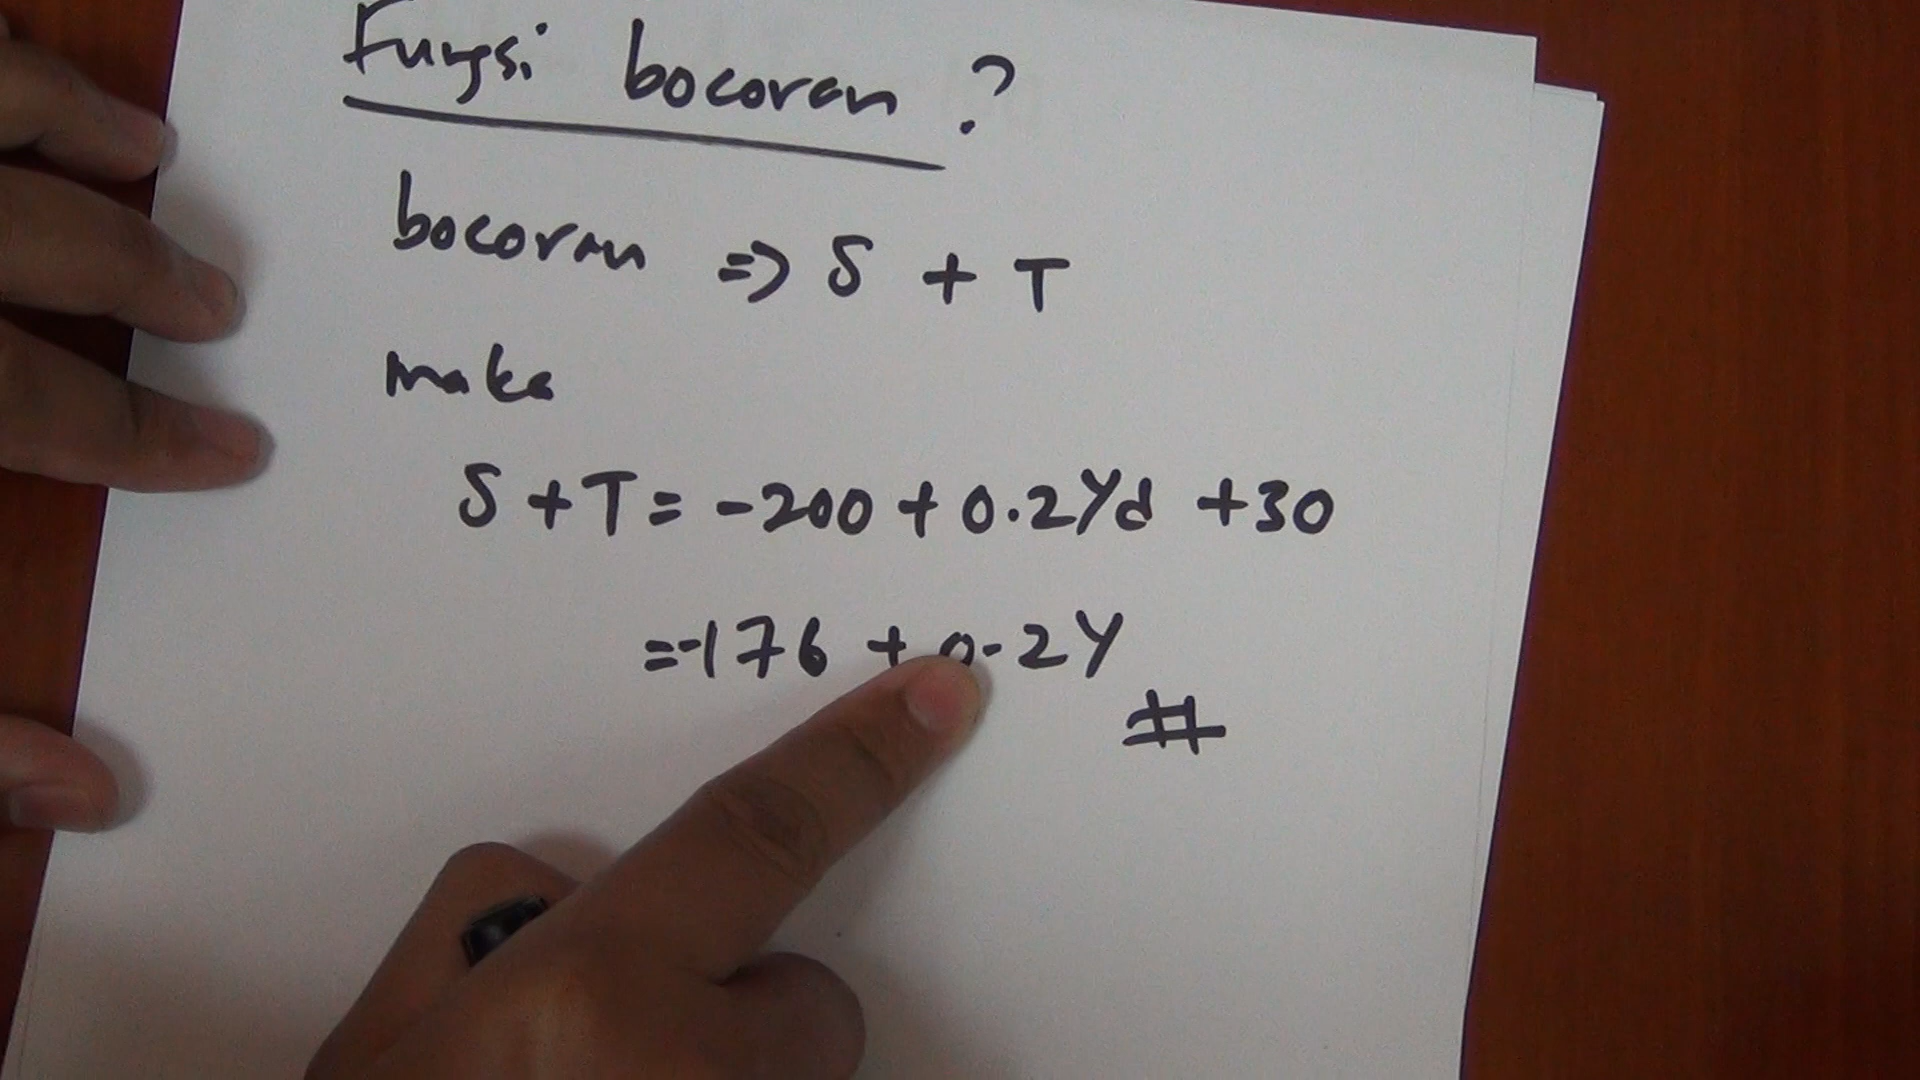 Fungsi bocoran ?
bocoran => S + T
maka
S + T = -200 + 0.2Yd + 30
= -176 + 0.2Y
#